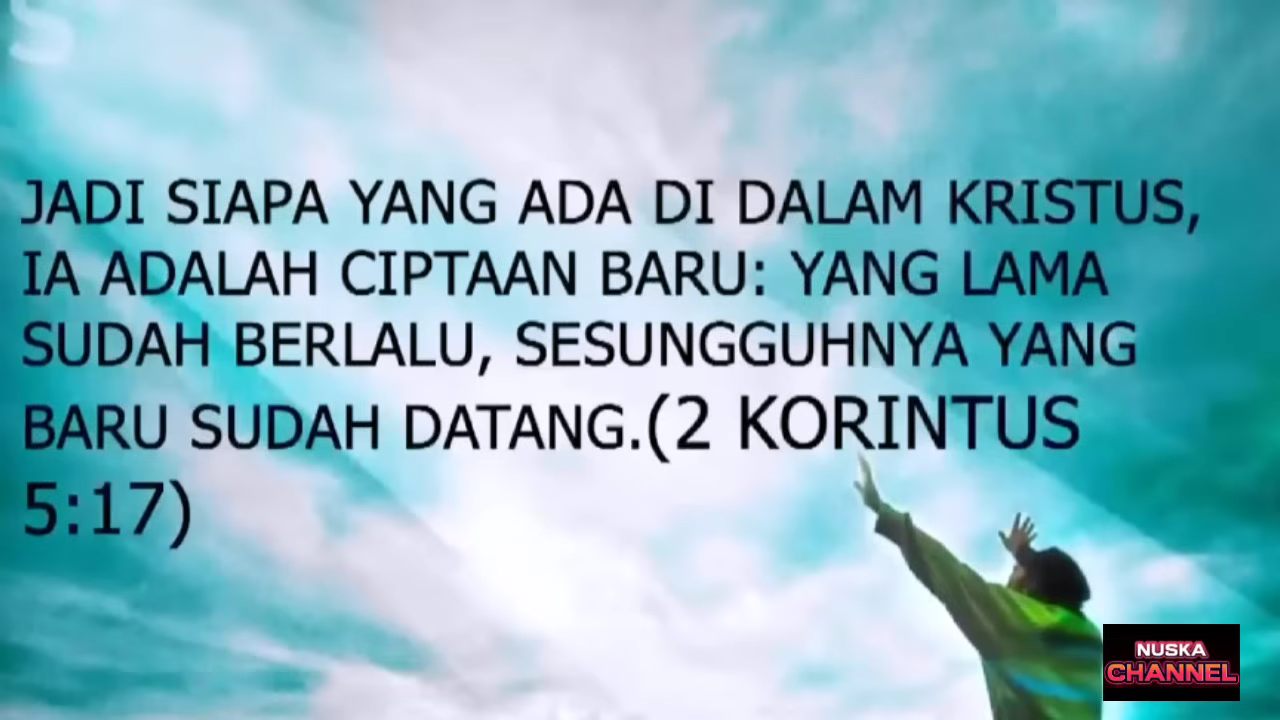 JADI SIAPA YANG ADA DI DALAM KRISTUS,
IA ADALAH CIPTAAN BARU: YANG LAMA
SUDAH BERLALU, SESUNGGUHNYA YANG
BARU SUDAH DATANG.(2 KORINTUS
5:17)
NUSKA
CHANNEL